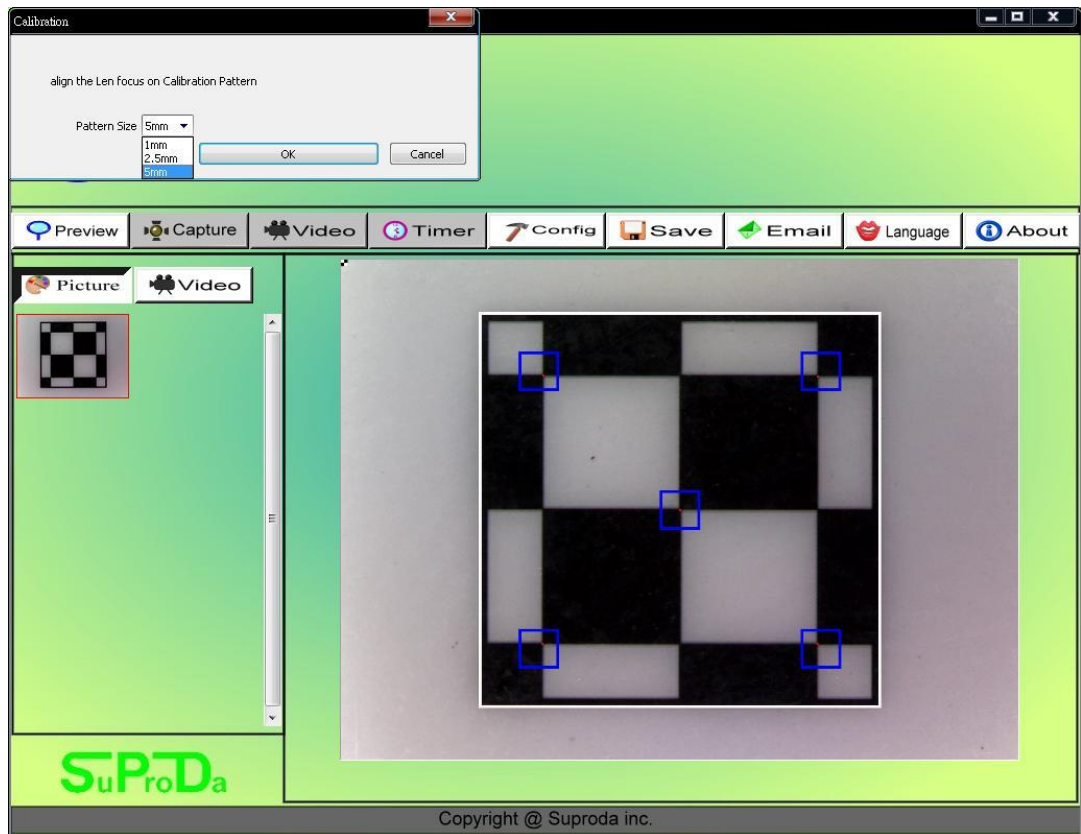 Calibration
align the Len focus on Calibration Pattern
Pattern Size 5mm
1mm
2.5mm
5mm
OK
Cancel
Preview
Capture
Video
Timer
Config
Save
Email
Language
About
Picture
Video
SuProDa
Copyright @ Suproda inc.